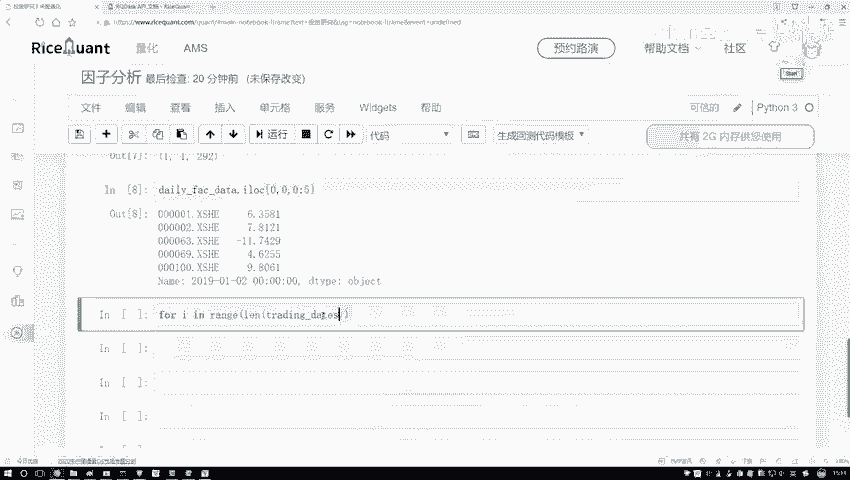 https://www.ricequant.com/quant/
RiceQuant 量化 AMS 预约路演 帮助文档 社区
Start
因子分析 最后检查: 20 分钟前 (未保存改变)
文件 编辑 查看 插入 单元格 服务 Widgets 帮助 可信的 Python 3
运行 代码 生成回测代码模板 共有 2G 内存供您使用
Out[7]: (1, 1, 292)
In [8]: daily_fac_data.iloc[0,0,0:5]
Out[8]: 000001.XSHE 6.3581
000002.XSHE 7.8121
000063.XSHE -11.7429
000069.XSHE 4.6255
000100.XSHE 9.8061
Name: 2019-01-02 00:00:00, dtype: object
In [ ]: for i in range(len(trading_dates))
In [ ]:
In [ ]:
In [ ]: